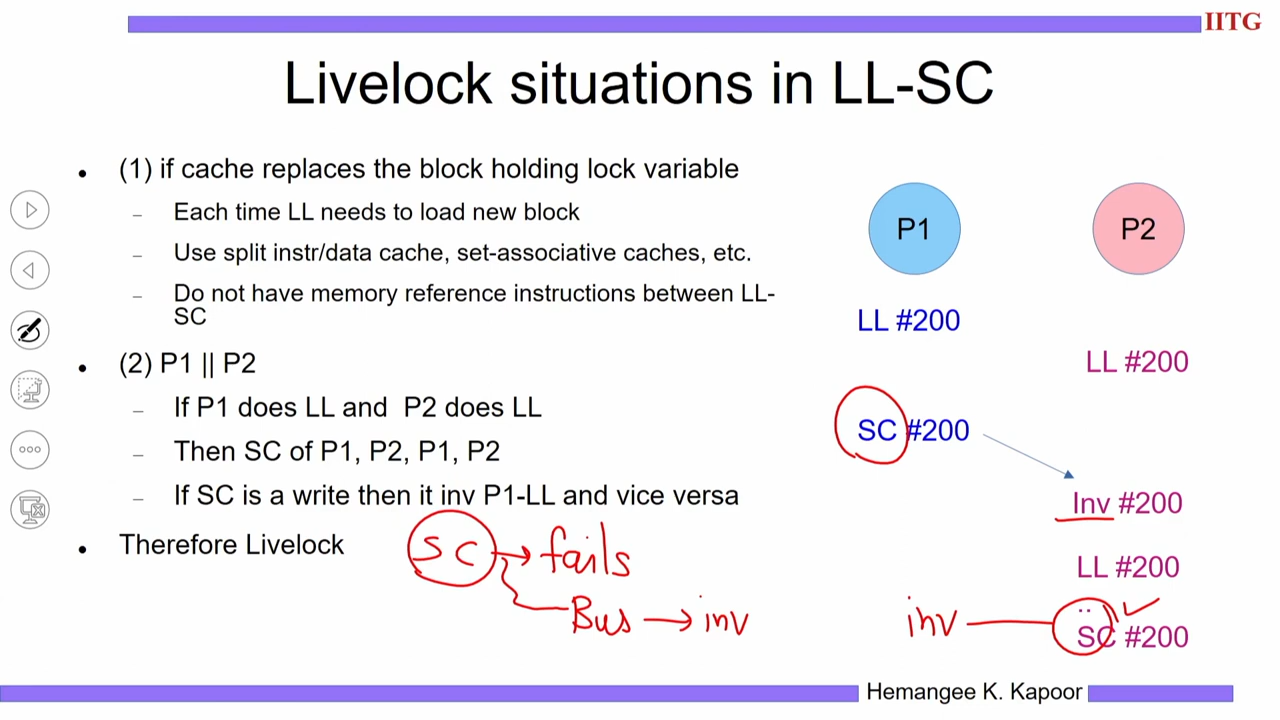 IITG
Livelock situations in LL-SC
(1) if cache replaces the block holding lock variable
Each time LL needs to load new block
Use split instr/data cache, set-associative caches, etc.
Do not have memory reference instructions between LL-
SC
(2) P1 || P2
If P1 does LL and P2 does LL
Then SC of P1, P2, P1, P2
If SC is a write then it inv P1-LL and vice versa
Therefore Livelock
SC → fails
Bus → inv
P1
P2
LL #200
LL #200
SC #200
Inv #200
LL #200
..
inv
SC #200
Hemangee K. Kapoor